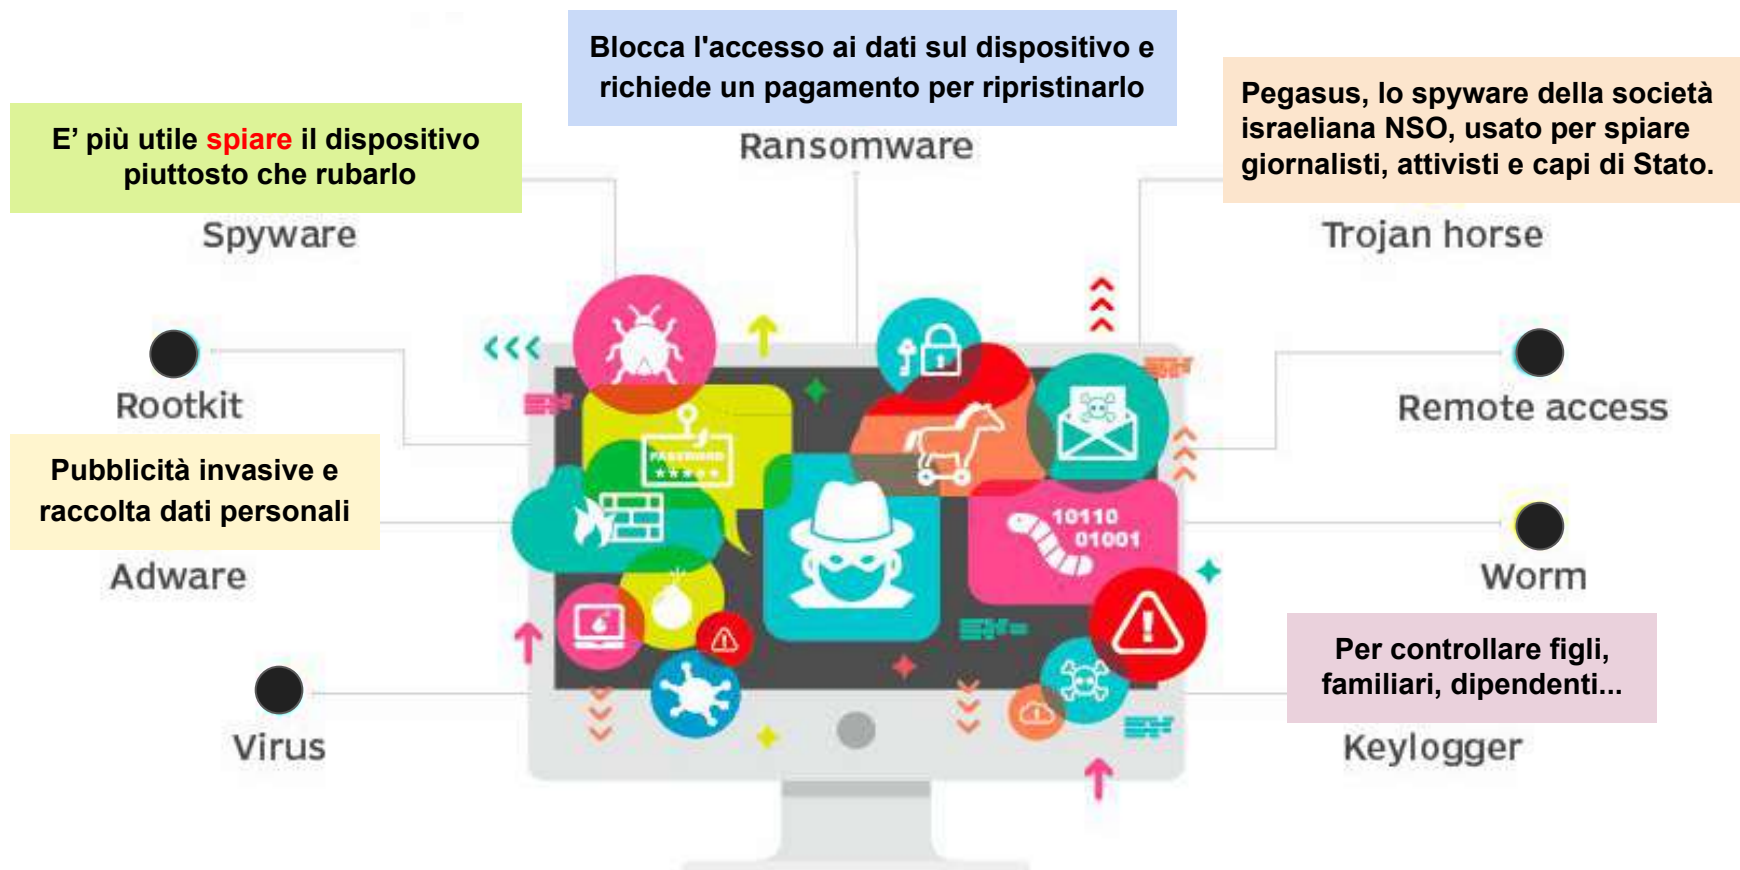 Blocca l'accesso ai dati sul dispositivo e
richiede un pagamento per ripristinarlo
Ransomware
E' più utile spiare il dispositivo
piuttosto che rubarlo
Spyware
Pegasus, lo spyware della società
israeliana NSO, usato per spiare
giornalisti, attivisti e capi di Stato.
Trojan horse
Rootkit
Remote access
Pubblicità invasive e
raccolta dati personali
Adware
PASSWORD
*****
10110
01001
Worm
Per controllare figli,
familiari, dipendenti...
Keylogger
Virus